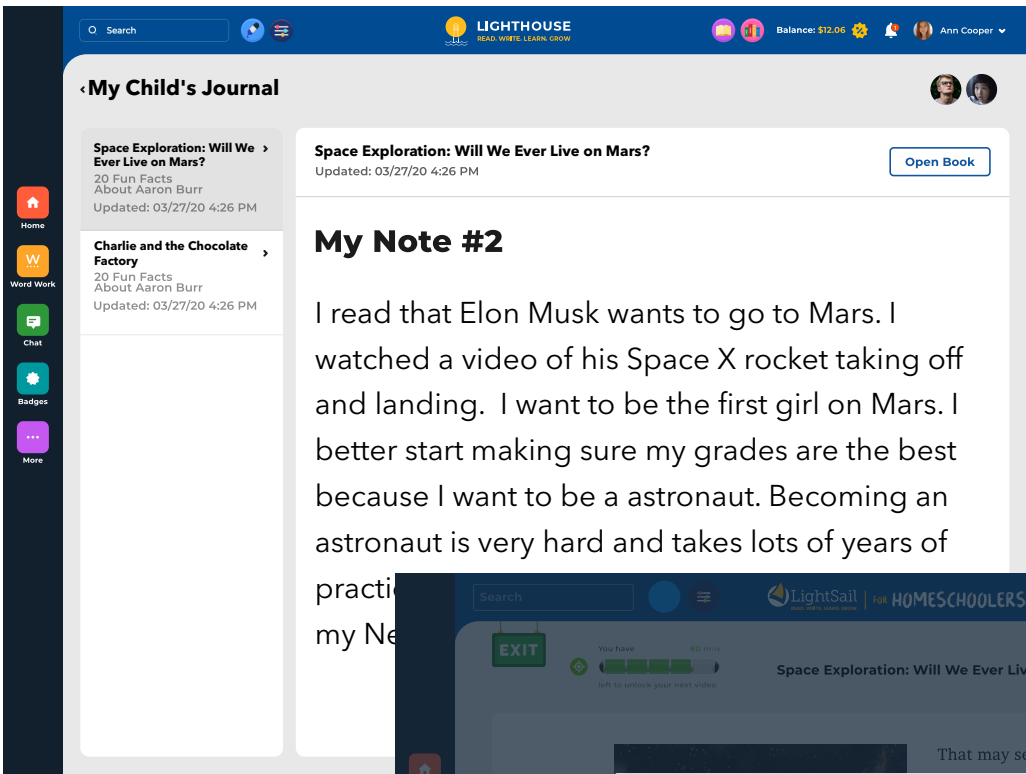 Search
LIGHTHOUSE
READ. WRITE. LEARN. GROW
Balance: $12.06
Ann Cooper
‹My Child's Journal
Home
W
Word Work
Chat
Badges
More
Space Exploration: Will We
Ever Live on Mars?
20 Fun Facts
About Aaron Burr
Updated: 03/27/20 4:26 PM
Charlie and the Chocolate
Factory
20 Fun Facts
About Aaron Burr
Updated: 03/27/20 4:26 PM
Space Exploration: Will We Ever Live on Mars?
Updated: 03/27/20 4:26 PM
Open Book
My Note #2
I read that Elon Musk wants to go to Mars. I
watched a video of his Space X rocket taking off
and landing.  I want to be the first girl on Mars. I
better start making sure my grades are the best
because I want to be a astronaut. Becoming an
astronaut is very hard and takes lots of years of
practi
my Ne
Search
LightSail | FOR HOMESCHOOLERS
READ. WRITE. LEARN. GROW
EXIT
You have 60 mins
left to unlock your next video
Space Exploration: Will We Ever Liv
That may se